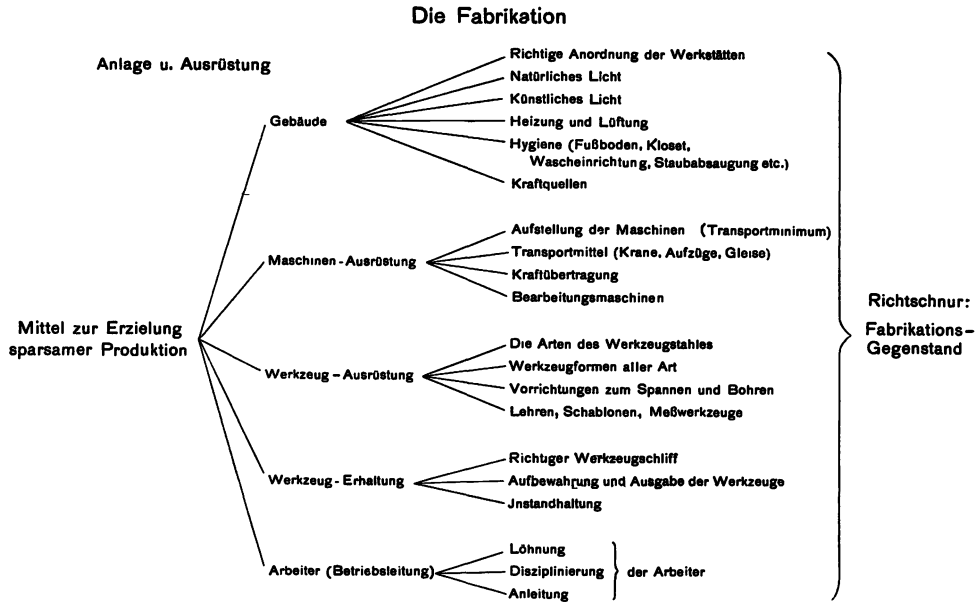 Die Fabrikation
Anlage u. Ausrüstung
Mittel zur Erzielung
sparsamer Produktion
Gebäude
Richtige Anordnung der Werkstätten
Natürliches Licht
Künstliches Licht
Heizung und Lüftung
Hygiene (Fußboden, Kloset,
Wascheinrichtung, Staubabsaugung etc.)
Kraftquellen
Maschinen-Ausrüstung
Aufstellung der Maschinen (Transportminimum)
Transportmittel (Krane, Aufzüge, Gleise)
Kraftübertragung
Bearbeitungsmaschinen
Werkzeug-Ausrüstung
Die Arten des Werkzeugstahles
Werkzeugformen aller Art
Vorrichtungen zum Spannen und Bohren
Lehren, Schablonen, Meßwerkzeuge
Werkzeug-Erhaltung
Richtiger Werkzeugschliff
Aufbewahrung und Ausgabe der Werkzeuge
Jnstandhaltung
Arbeiter (Betriebsleitung)
Löhnung
Disziplinierung
Anleitung
der Arbeiter
Richtschnur:
Fabrikations-
Gegenstand